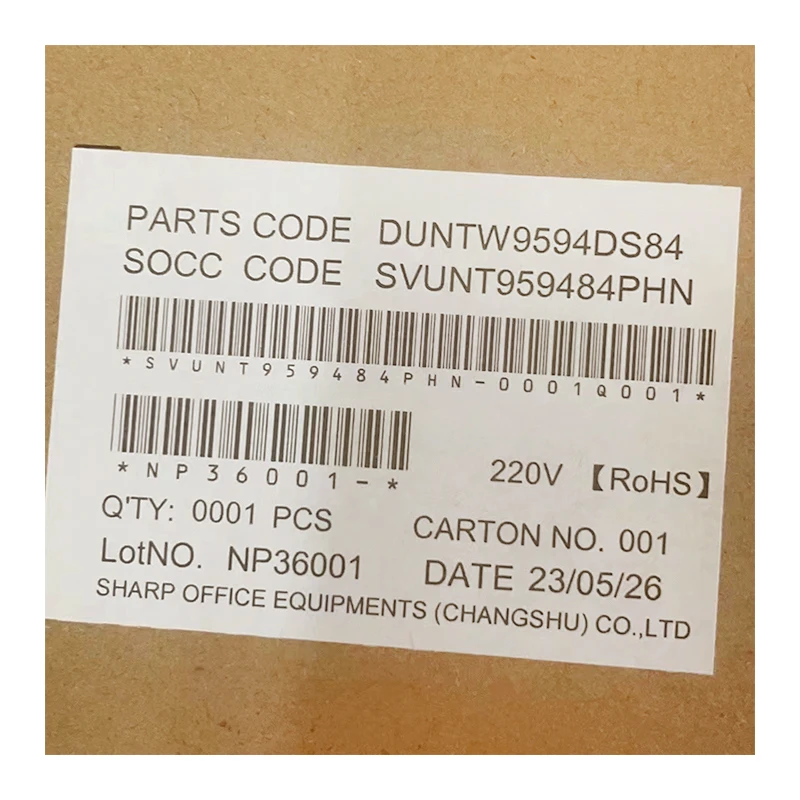 PARTS CODE DUNTW9594DS84
SOCC CODE SVUNT959484PHN
*SVUNT959484PHN-0001Q001*
*NP36001-*
220V 【RoHS】
Q'TY: 0001 PCS
CARTON NO. 001
LotNO. NP36001
DATE 23/05/26
SHARP OFFICE EQUIPMENTS (CHANGSHU) CO.,LTD